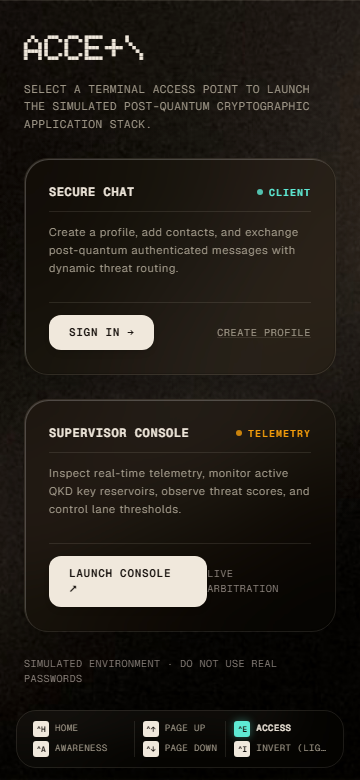 ACCE+\
SELECT A TERMINAL ACCESS POINT TO LAUNCH
THE SIMULATED POST-QUANTUM CRYPTOGRAPHIC
APPLICATION STACK.
SECURE CHAT
CLIENT
Create a profile, add contacts, and exchange
post-quantum authenticated messages with
dynamic threat routing.
SIGN IN →
CREATE PROFILE
SUPERVISOR CONSOLE
TELEMETRY
Inspect real-time telemetry, monitor active
QKD key reservoirs, observe threat scores, and
control lane thresholds.
LAUNCH CONSOLE
↗
LIVE
ARBITRATION
SIMULATED ENVIRONMENT · DO NOT USE REAL
PASSWORDS
^H HOME
^↑ PAGE UP
^E ACCESS
^A AWARENESS
^↓ PAGE DOWN
^I INVERT (LIG…